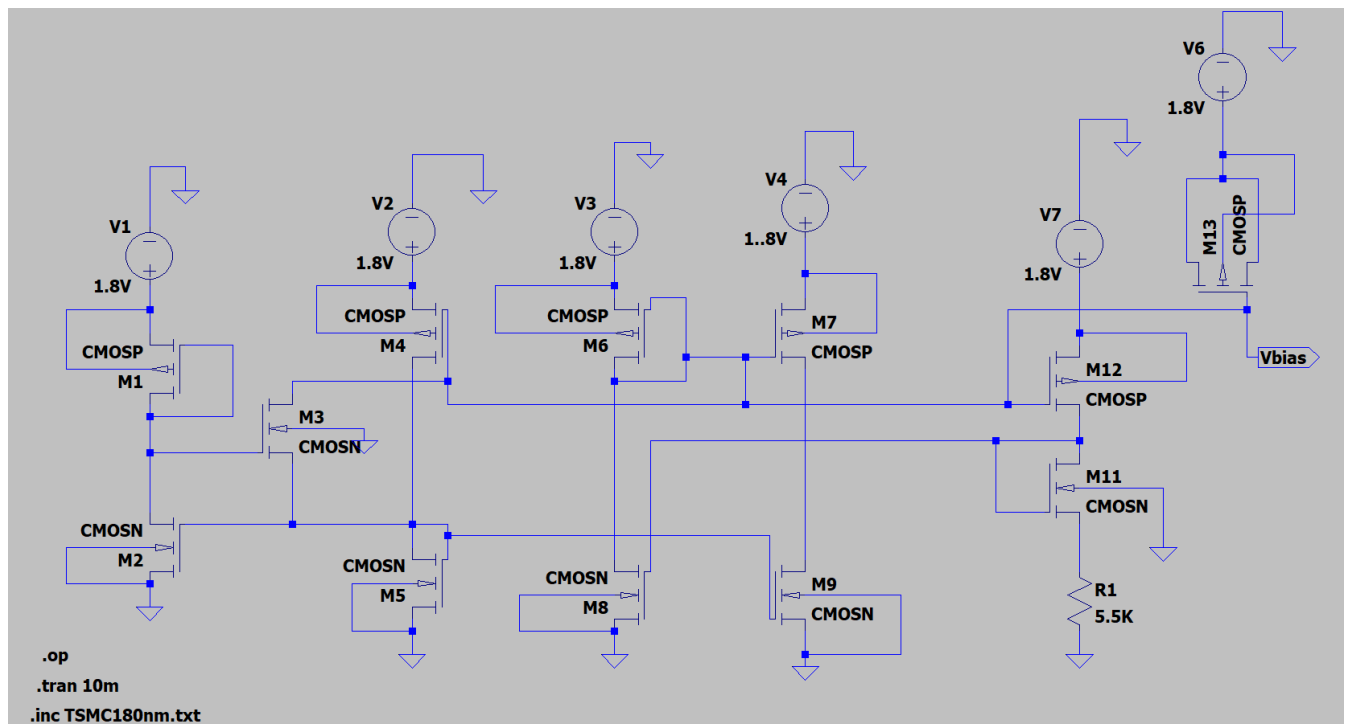 V1
1.8V
CMOSP
M1
CMOSN
M2
M3
CMOSN
V2
1.8V
CMOSP
M4
CMOSN
M5
V3
1.8V
CMOSP
M6
CMOSN
M8
V4
1..8V
M7
CMOSP
M9
CMOSN
V7
1.8V
M12
CMOSP
M11
CMOSN
R1
5.5K
V6
1.8V
M13
CMOSP
Vbias
.op
.tran 10m
.inc TSMC180nm.txt